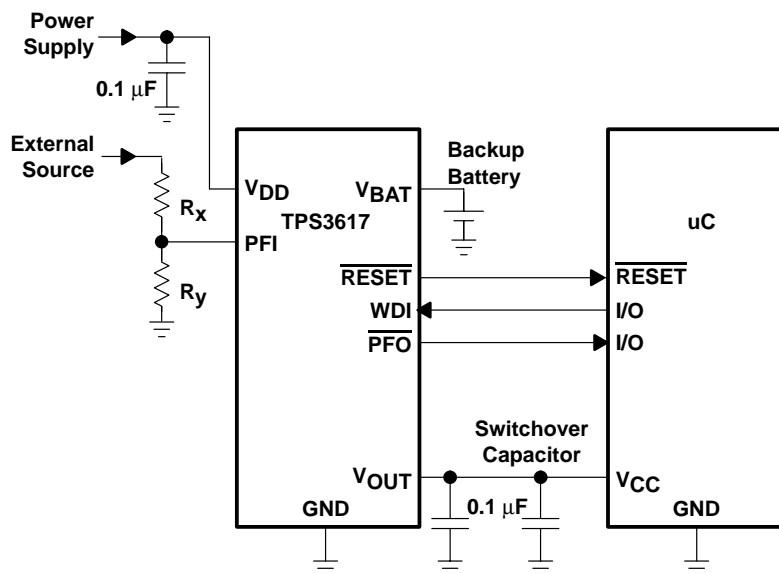 Power
Supply
0.1 µF
External
Source
Rx
Ry
VDD
PFI
TPS3617
VBAT
RESET
WDI
PFO
VOUT
GND
Backup
Battery
Switchover
Capacitor
0.1 µF
uC
RESET
I/O
I/O
VCC
GND